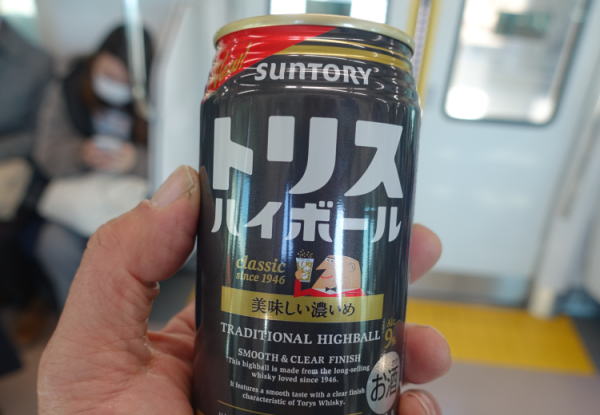 SUNTORY
トリス
ハイボール
classic
since 1946
美味しい濃いめ
TRADITIONAL HIGHBALL
Alc.
9%
SMOOTH & CLEAR FINISH
This highball is made from the long-selling
whisky loved since 1946.
It features a smooth taste with a clear finish
characteristic of Torys Whisky.
お酒